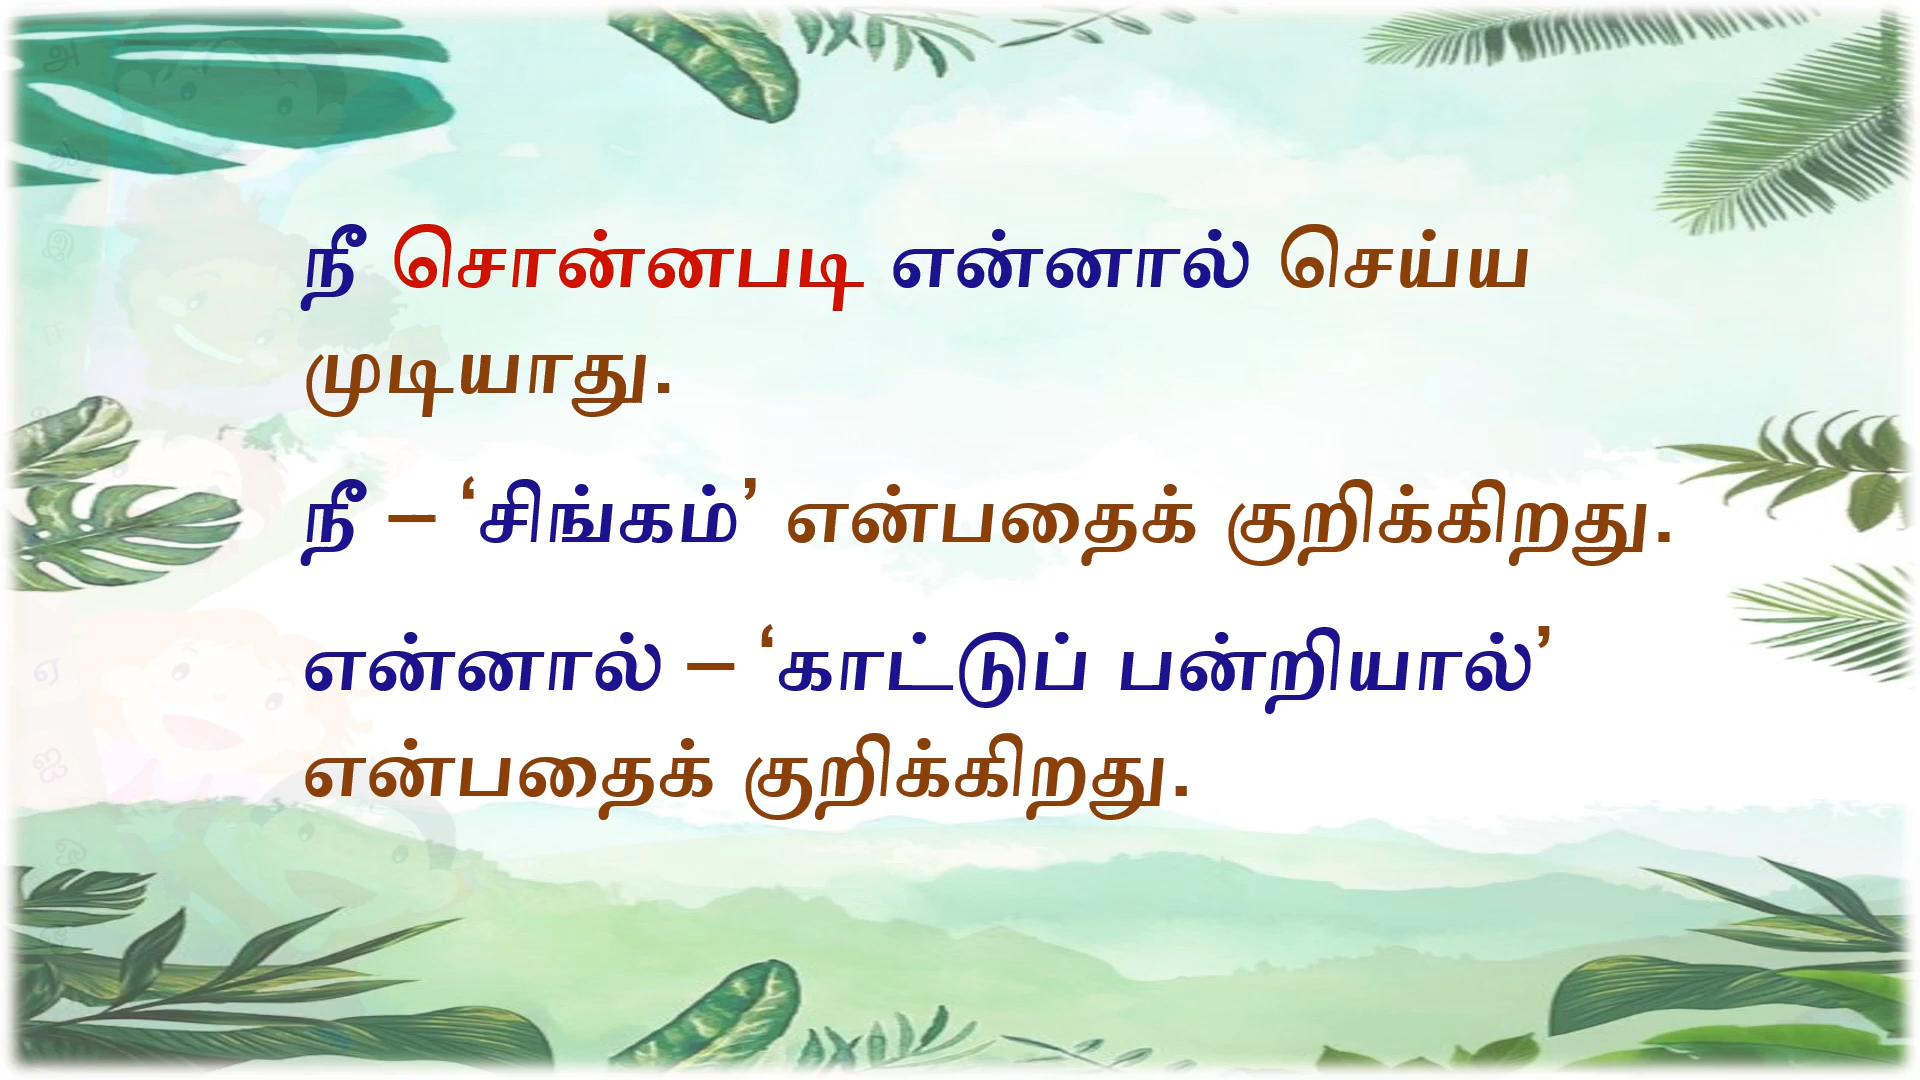 நீ சொன்னபடி என்னால் செய்ய
முடியாது.
நீ – ‘சிங்கம்’ என்பதைக் குறிக்கிறது.
என்னால் – ‘காட்டுப் பன்றியால்’
என்பதைக் குறிக்கிறது.